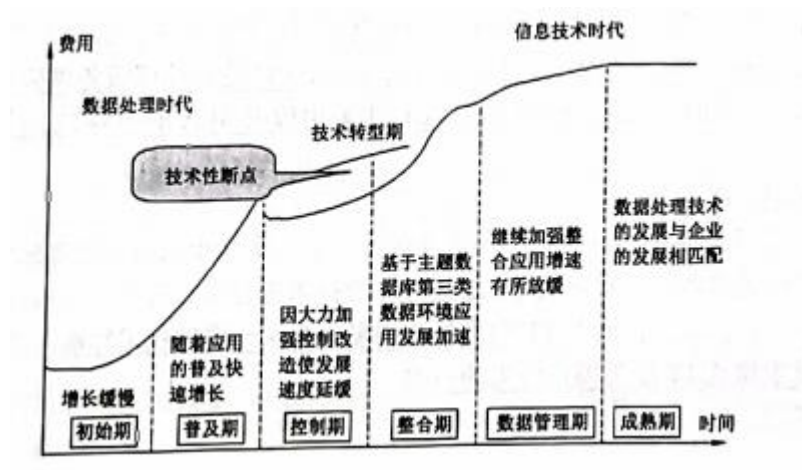 费用
信息技术时代
数据处理时代
技术转型期
技术性断点
数据处理技术
的发展与企业
的发展相匹配
继续加强整
合应用增速
有所放缓
基于主题数
据库第三类
数据环境应
用发展加速
因大力加
强控制改
造使发展
速度延缓
随着应用
的普及快
速增长
增长缓慢
初始期
普及期
控制期
整合期
数据管理期
成熟期
时间